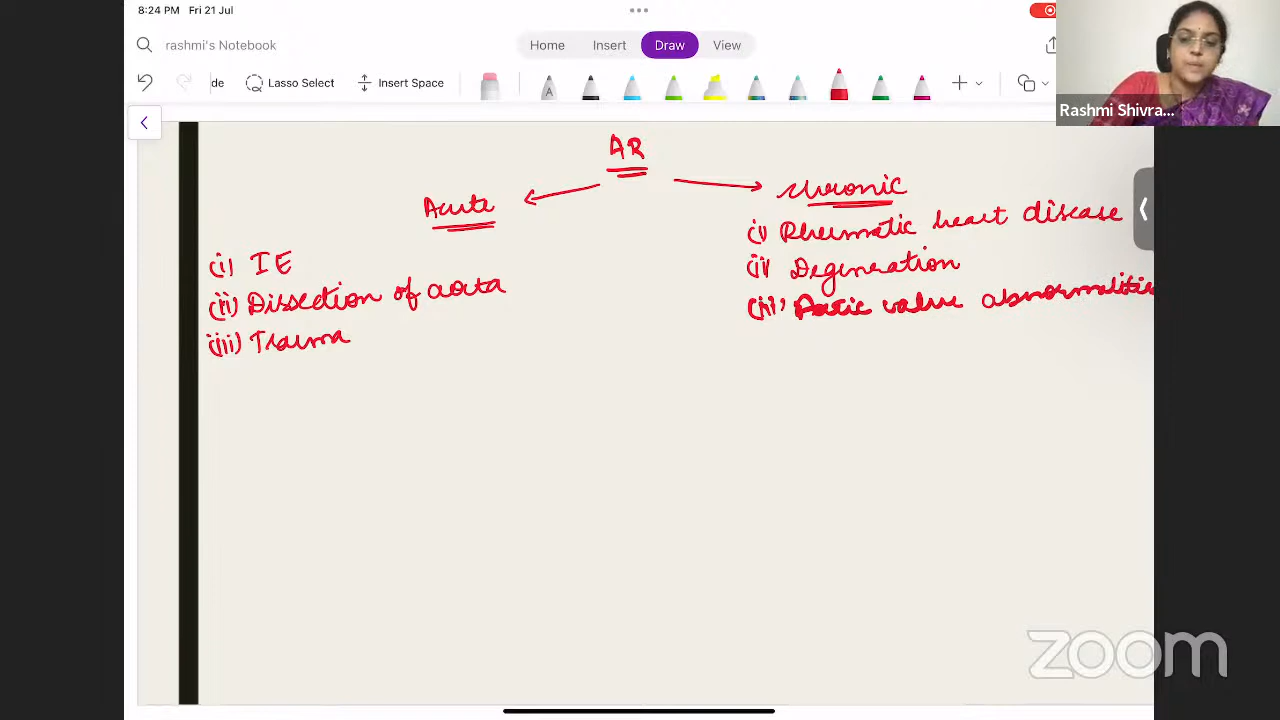 8:24 PM Fri 21 Jul
rashmi's Notebook
Home Insert Draw View
de Lasso Select Insert Space
Rashmi Shivra...
AR
Acute
chronic
(i) IE
(ii) Dissection of aorta
(iii) Trauma
(i) Rheumatic heart disease
(ii) Degeneration
(iii) Aortic valve abnormalities
zoom